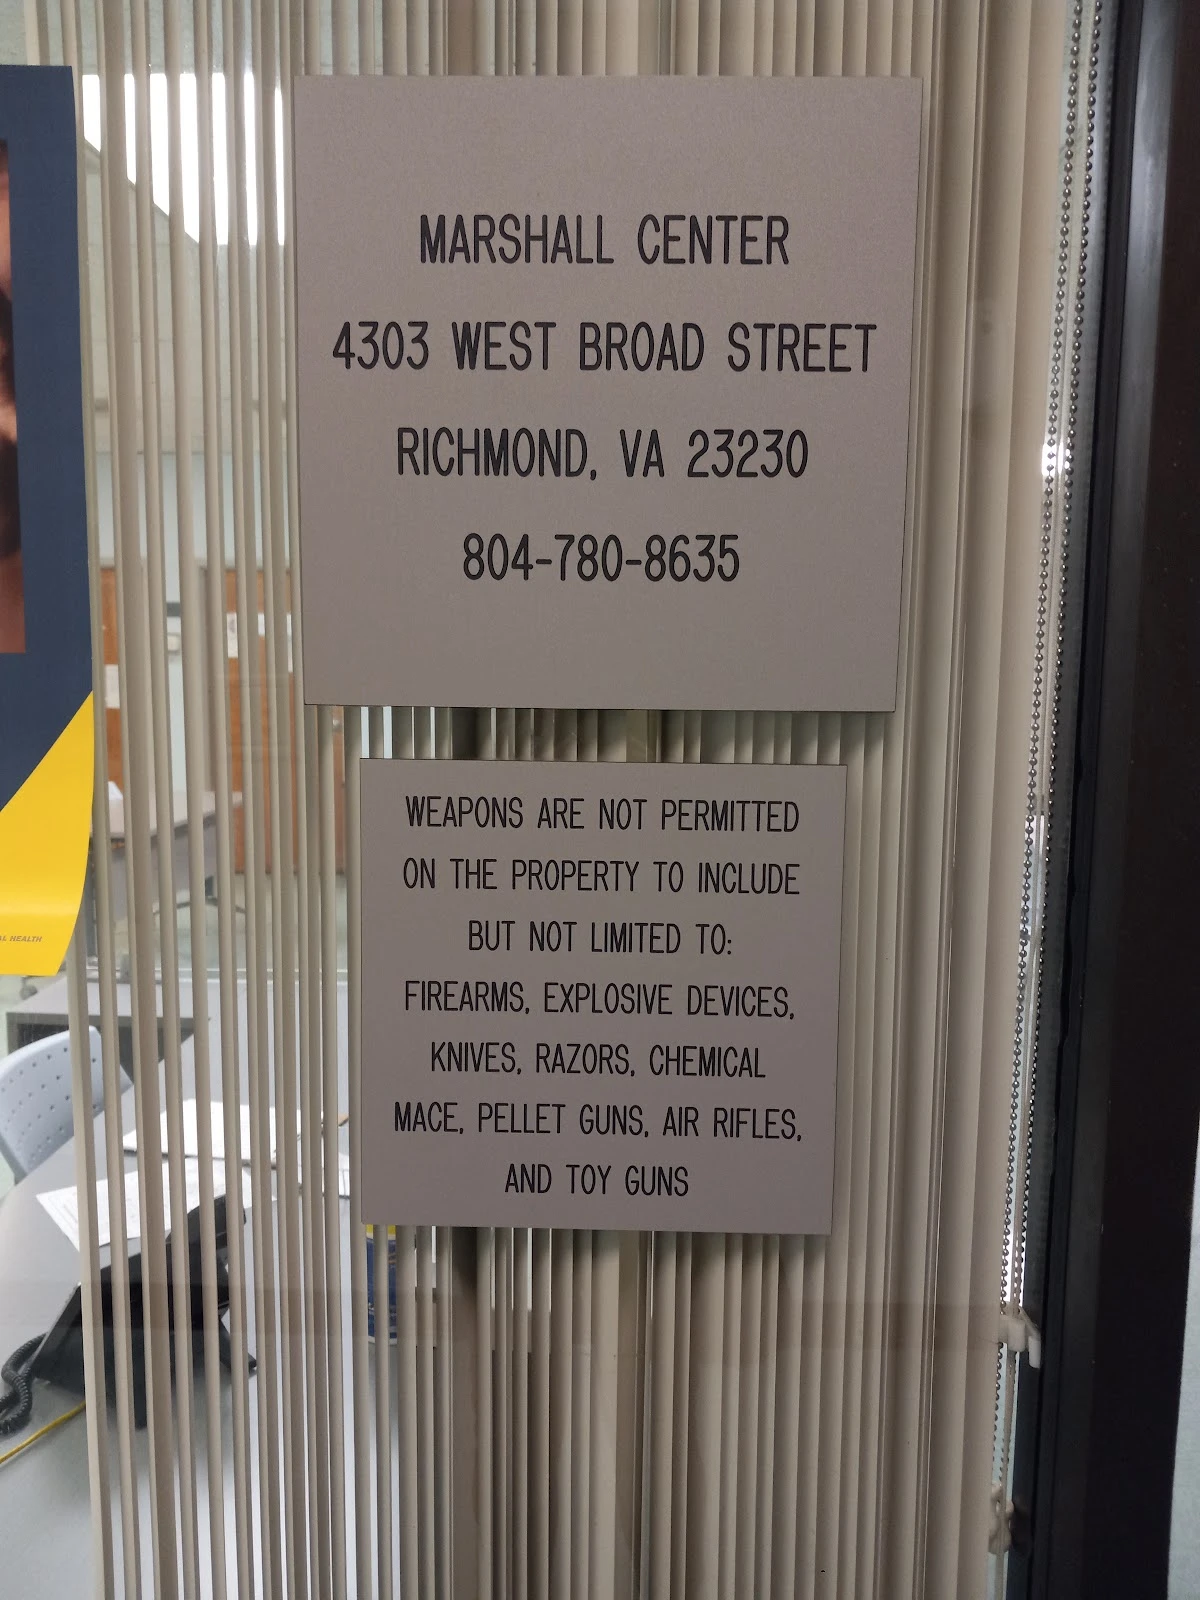 MARSHALL CENTER
4303 WEST BROAD STREET
RICHMOND, VA 23230
804-780-8635
WEAPONS ARE NOT PERMITTED
ON THE PROPERTY TO INCLUDE
BUT NOT LIMITED TO:
FIREARMS, EXPLOSIVE DEVICES,
KNIVES, RAZORS, CHEMICAL
MACE, PELLET GUNS, AIR RIFLES,
AND TOY GUNS
HEALTH